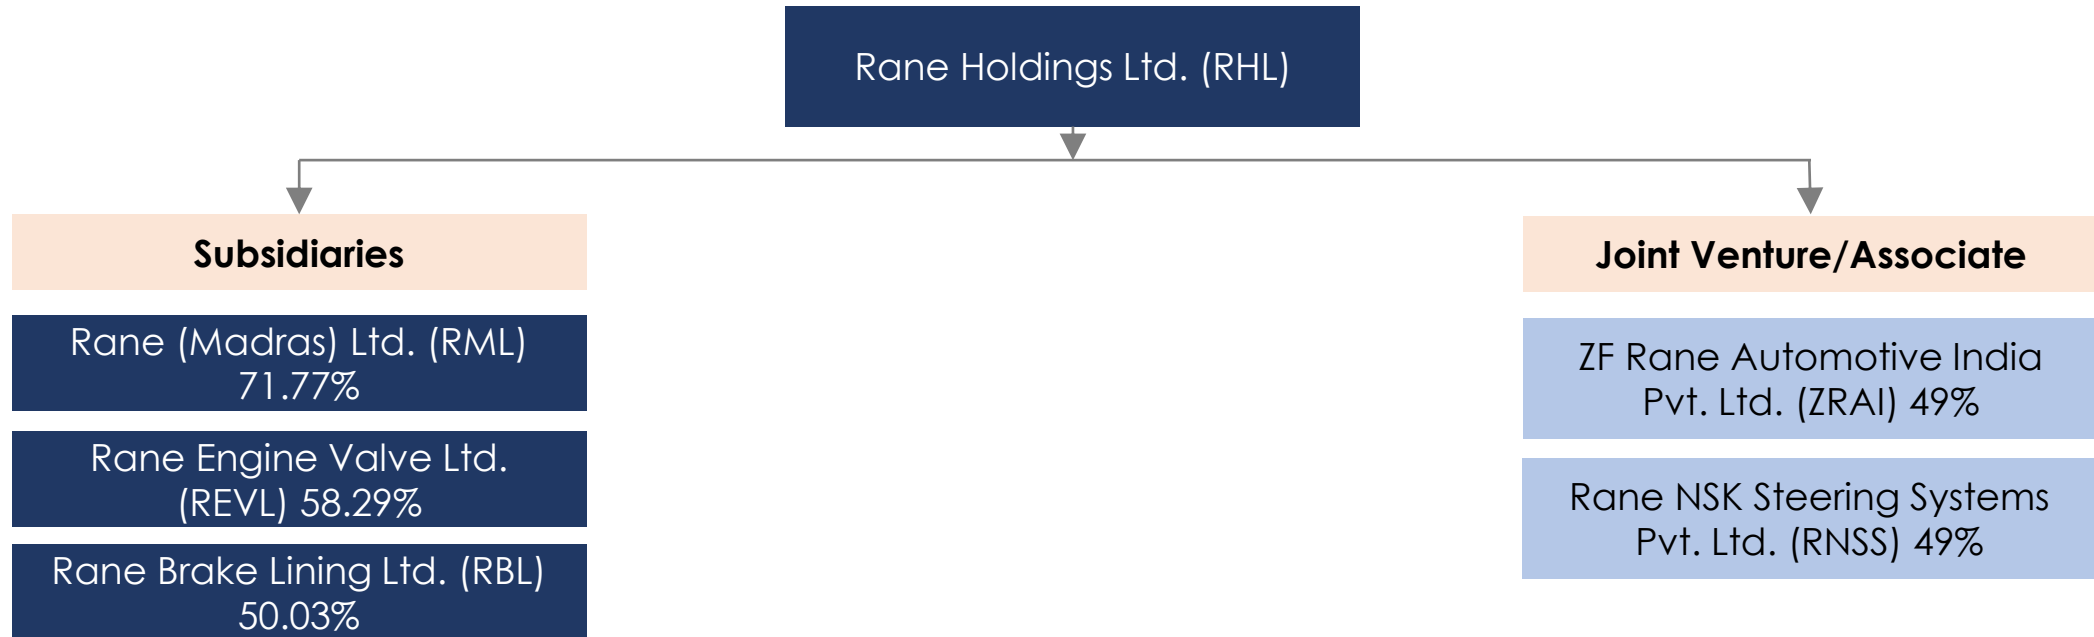 Rane Holdings Ltd. (RHL)
Subsidiaries
Rane (Madras) Ltd. (RML)
71.77%
Rane Engine Valve Ltd.
(REVL) 58.29%
Rane Brake Lining Ltd. (RBL)
50.03%
Joint Venture/Associate
ZF Rane Automotive India
Pvt. Ltd. (ZRAI) 49%
Rane NSK Steering Systems
Pvt. Ltd. (RNSS) 49%